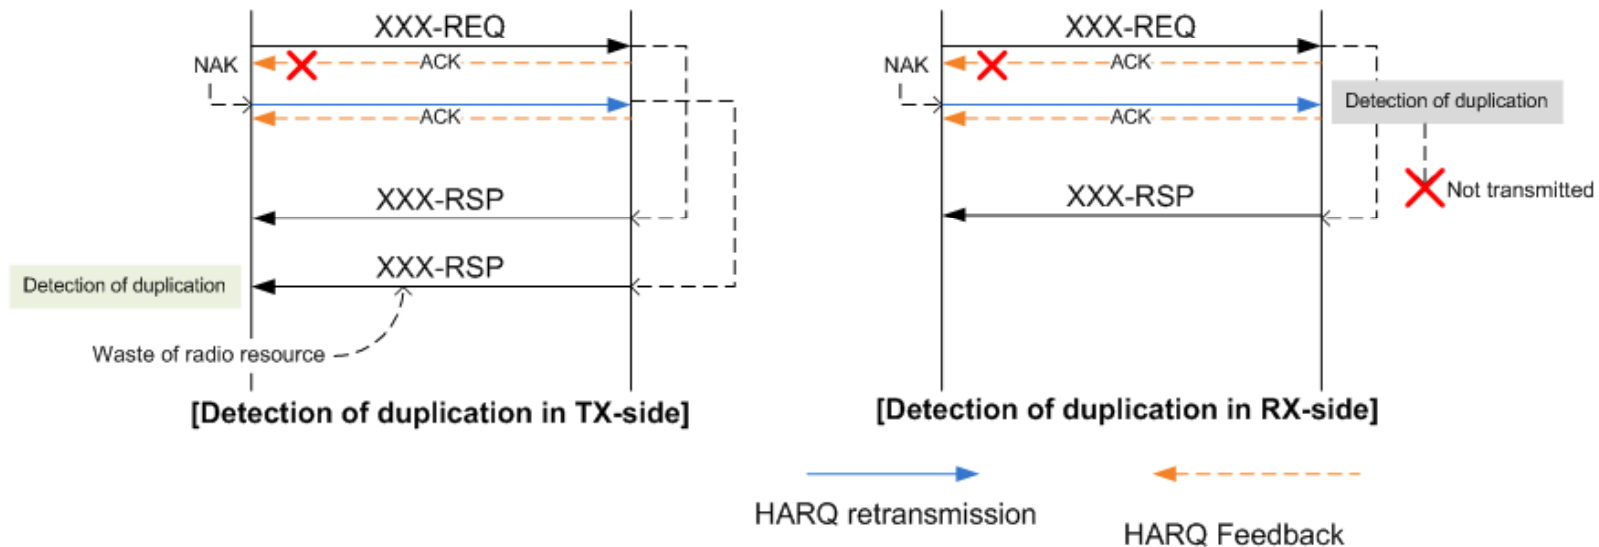 XXX-REQ
NAK
ACK
ACK
XXX-RSP
XXX-RSP
Detection of duplication
Waste of radio resource
[Detection of duplication in TX-side]
XXX-REQ
NAK
ACK
Detection of duplication
ACK
XXX-RSP
Not transmitted
[Detection of duplication in RX-side]
HARQ retransmission
HARQ Feedback